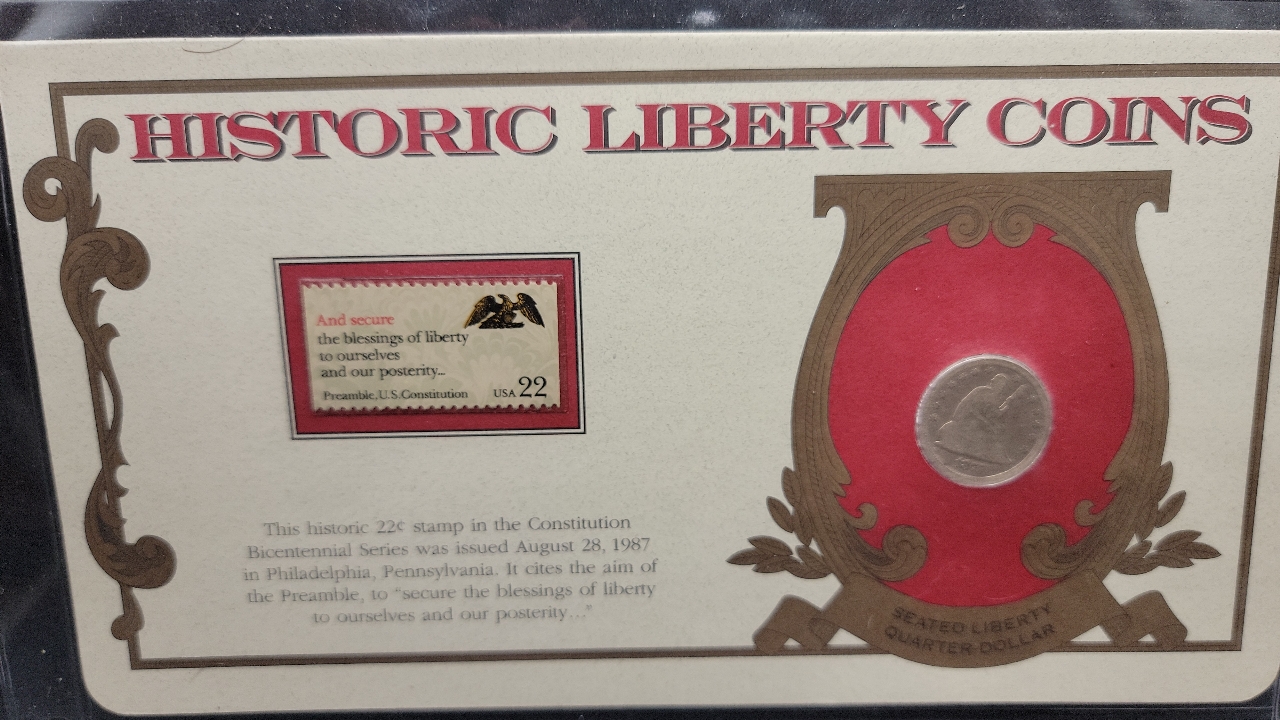 HISTORIC LIBERTY COINS
And secure
the blessings of liberty
to ourselves
and our posterity...
Preamble, U.S. Constitution USA 22
This historic 22¢ stamp in the Constitution
Bicentennial Series was issued August 28, 1987
in Philadelphia, Pennsylvania. It cites the aim of
the Preamble, to "secure the blessings of liberty
to ourselves and our posterity..."
SEATED LIBERTY
QUARTER-DOLLAR